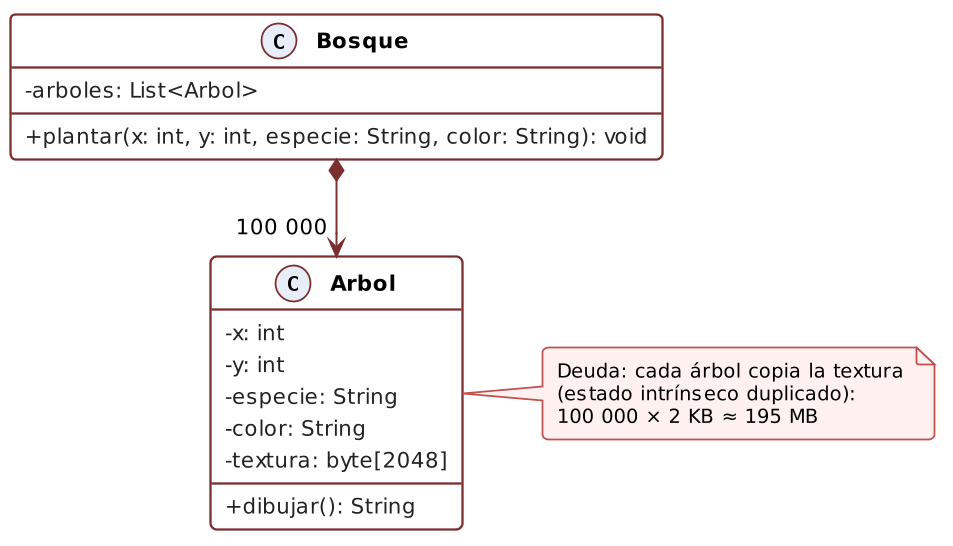 C Bosque
-arboles: List<Arbol>
+plantar(x: int, y: int, especie: String, color: String): void
100 000
C Arbol
-x: int
-y: int
-especie: String
-color: String
-textura: byte[2048]
+dibujar(): String
Deuda: cada árbol copia la textura
(estado intrínseco duplicado):
100 000 × 2 KB ≈ 195 MB